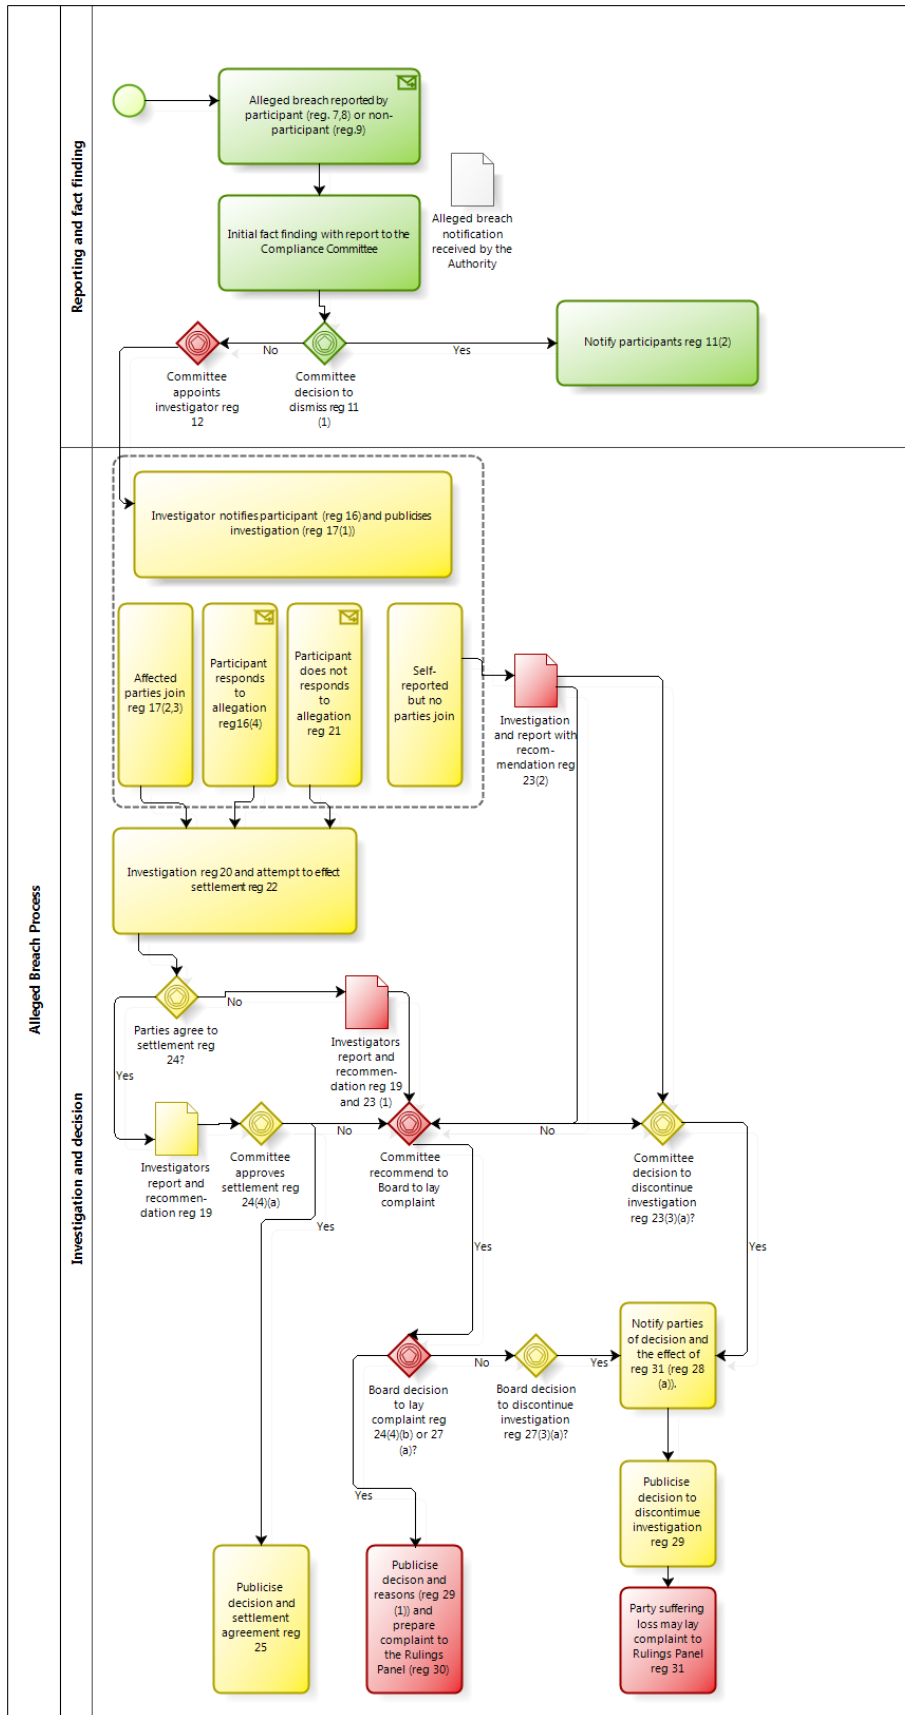 Alleged Breach Process
Reporting and fact finding
Alleged breach reported by
participant (reg. 7,8) or non-
participant (reg.9)
Alleged breach
notification
received by the
Authority
Initial fact finding with report to the
Compliance Committee
No
Yes
Notify participants reg 11(2)
Committee
appoints
investigator reg
12
Committee
decision to
dismiss reg 11
(1)
Investigation and decision
Investigator notifies participant (reg 16) and publicises
investigation (reg 17(1))
Affected
parties join
reg 17(2,3)
Participant
responds
to
allegation
reg16(4)
Participant
does not
responds
to
allegation
reg 21
Self-
reported
but no
parties join
Investigation
and report with
recom-
mendation reg
23(2)
Investigation reg 20 and attempt to effect
settlement reg 22
No
Parties agree to
settlement reg
24?
Yes
Investigators
report and
recommen-
dation reg 19
and 23 (1)
Investigators
report and
recommen-
dation reg 19
Committee
approves
settlement reg
24(4)(a)
No
Yes
Committee
recommend to
Board to lay
complaint
No
Committee
decision to
discontinue
investigation
reg 23(3)(a)?
Yes
Yes
Board decision
to lay
complaint reg
24(4)(b) or 27
(a)?
No
Board decision
to discontinue
investigation
reg 27(3)(a)?
Yes
Notify parties
of decision and
the effect of
reg 31 (reg 28
(a)).
Yes
Publicise
decision to
discontimue
investigation
reg 29
Publicise
decision and
settlement
agreement reg
25
Publicise
decison and
reasons (reg 29
(1)) and
prepare
complaint to
the Rulings
Panel (reg 30)
Party suffering
loss may lay
complaint to
Rulings Panel
reg 31